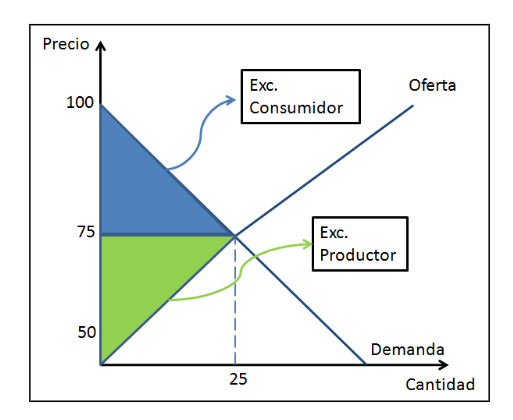 Precio
Exc.
Consumidor
Oferta
100
75
Exc.
Productor
50
Demanda
25
Cantidad